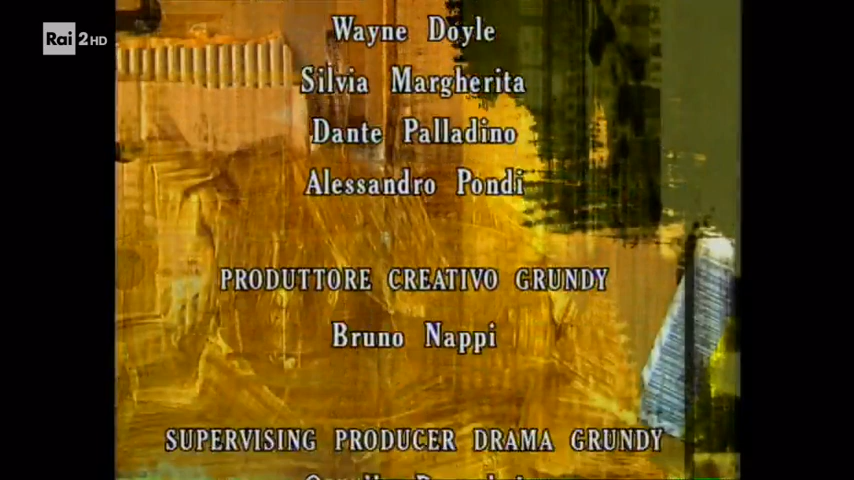 Rai 2 HD
Wayne Doyle
Silvia Margherita
Dante Palladino
Alessandro Pondi
PRODUTTORE CREATIVO GRUNDY
Bruno Nappi
SUPERVISING PRODUCER DRAMA GRUNDY